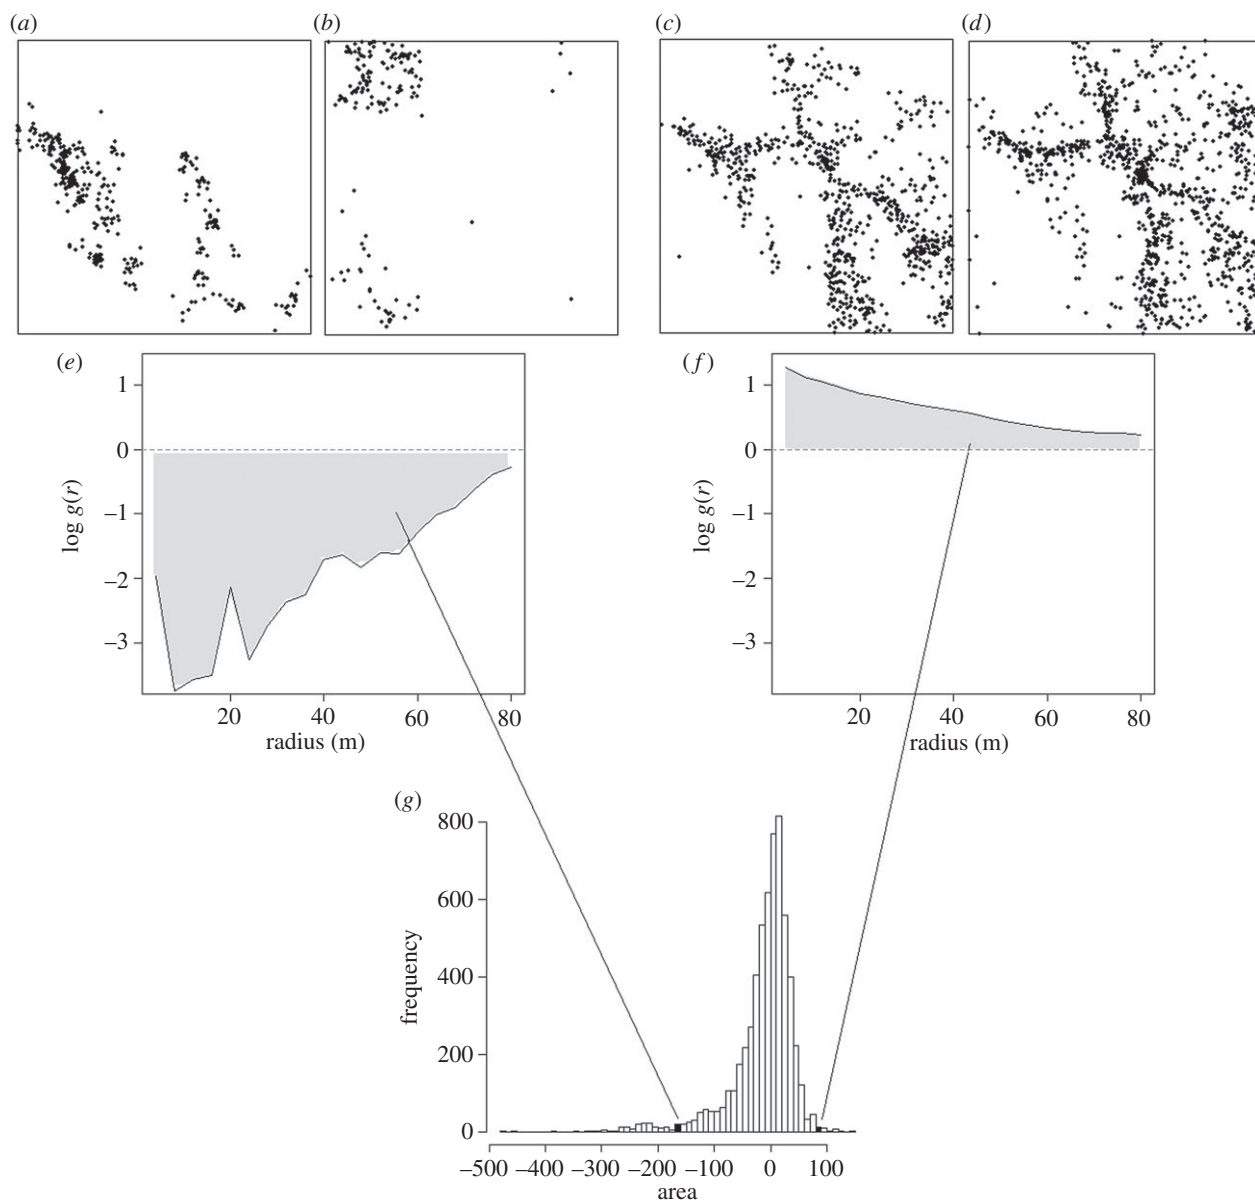 (a) (b) (c) (d)
(e)
1
0
–1
–2
–3
log g(r)
20 40 60 80
radius (m)
(f)
1
0
–1
–2
–3
log g(r)
20 40 60 80
radius (m)
(g)
800
600
400
200
0
frequency
–500 –400 –300 –200 –100 0 100
area